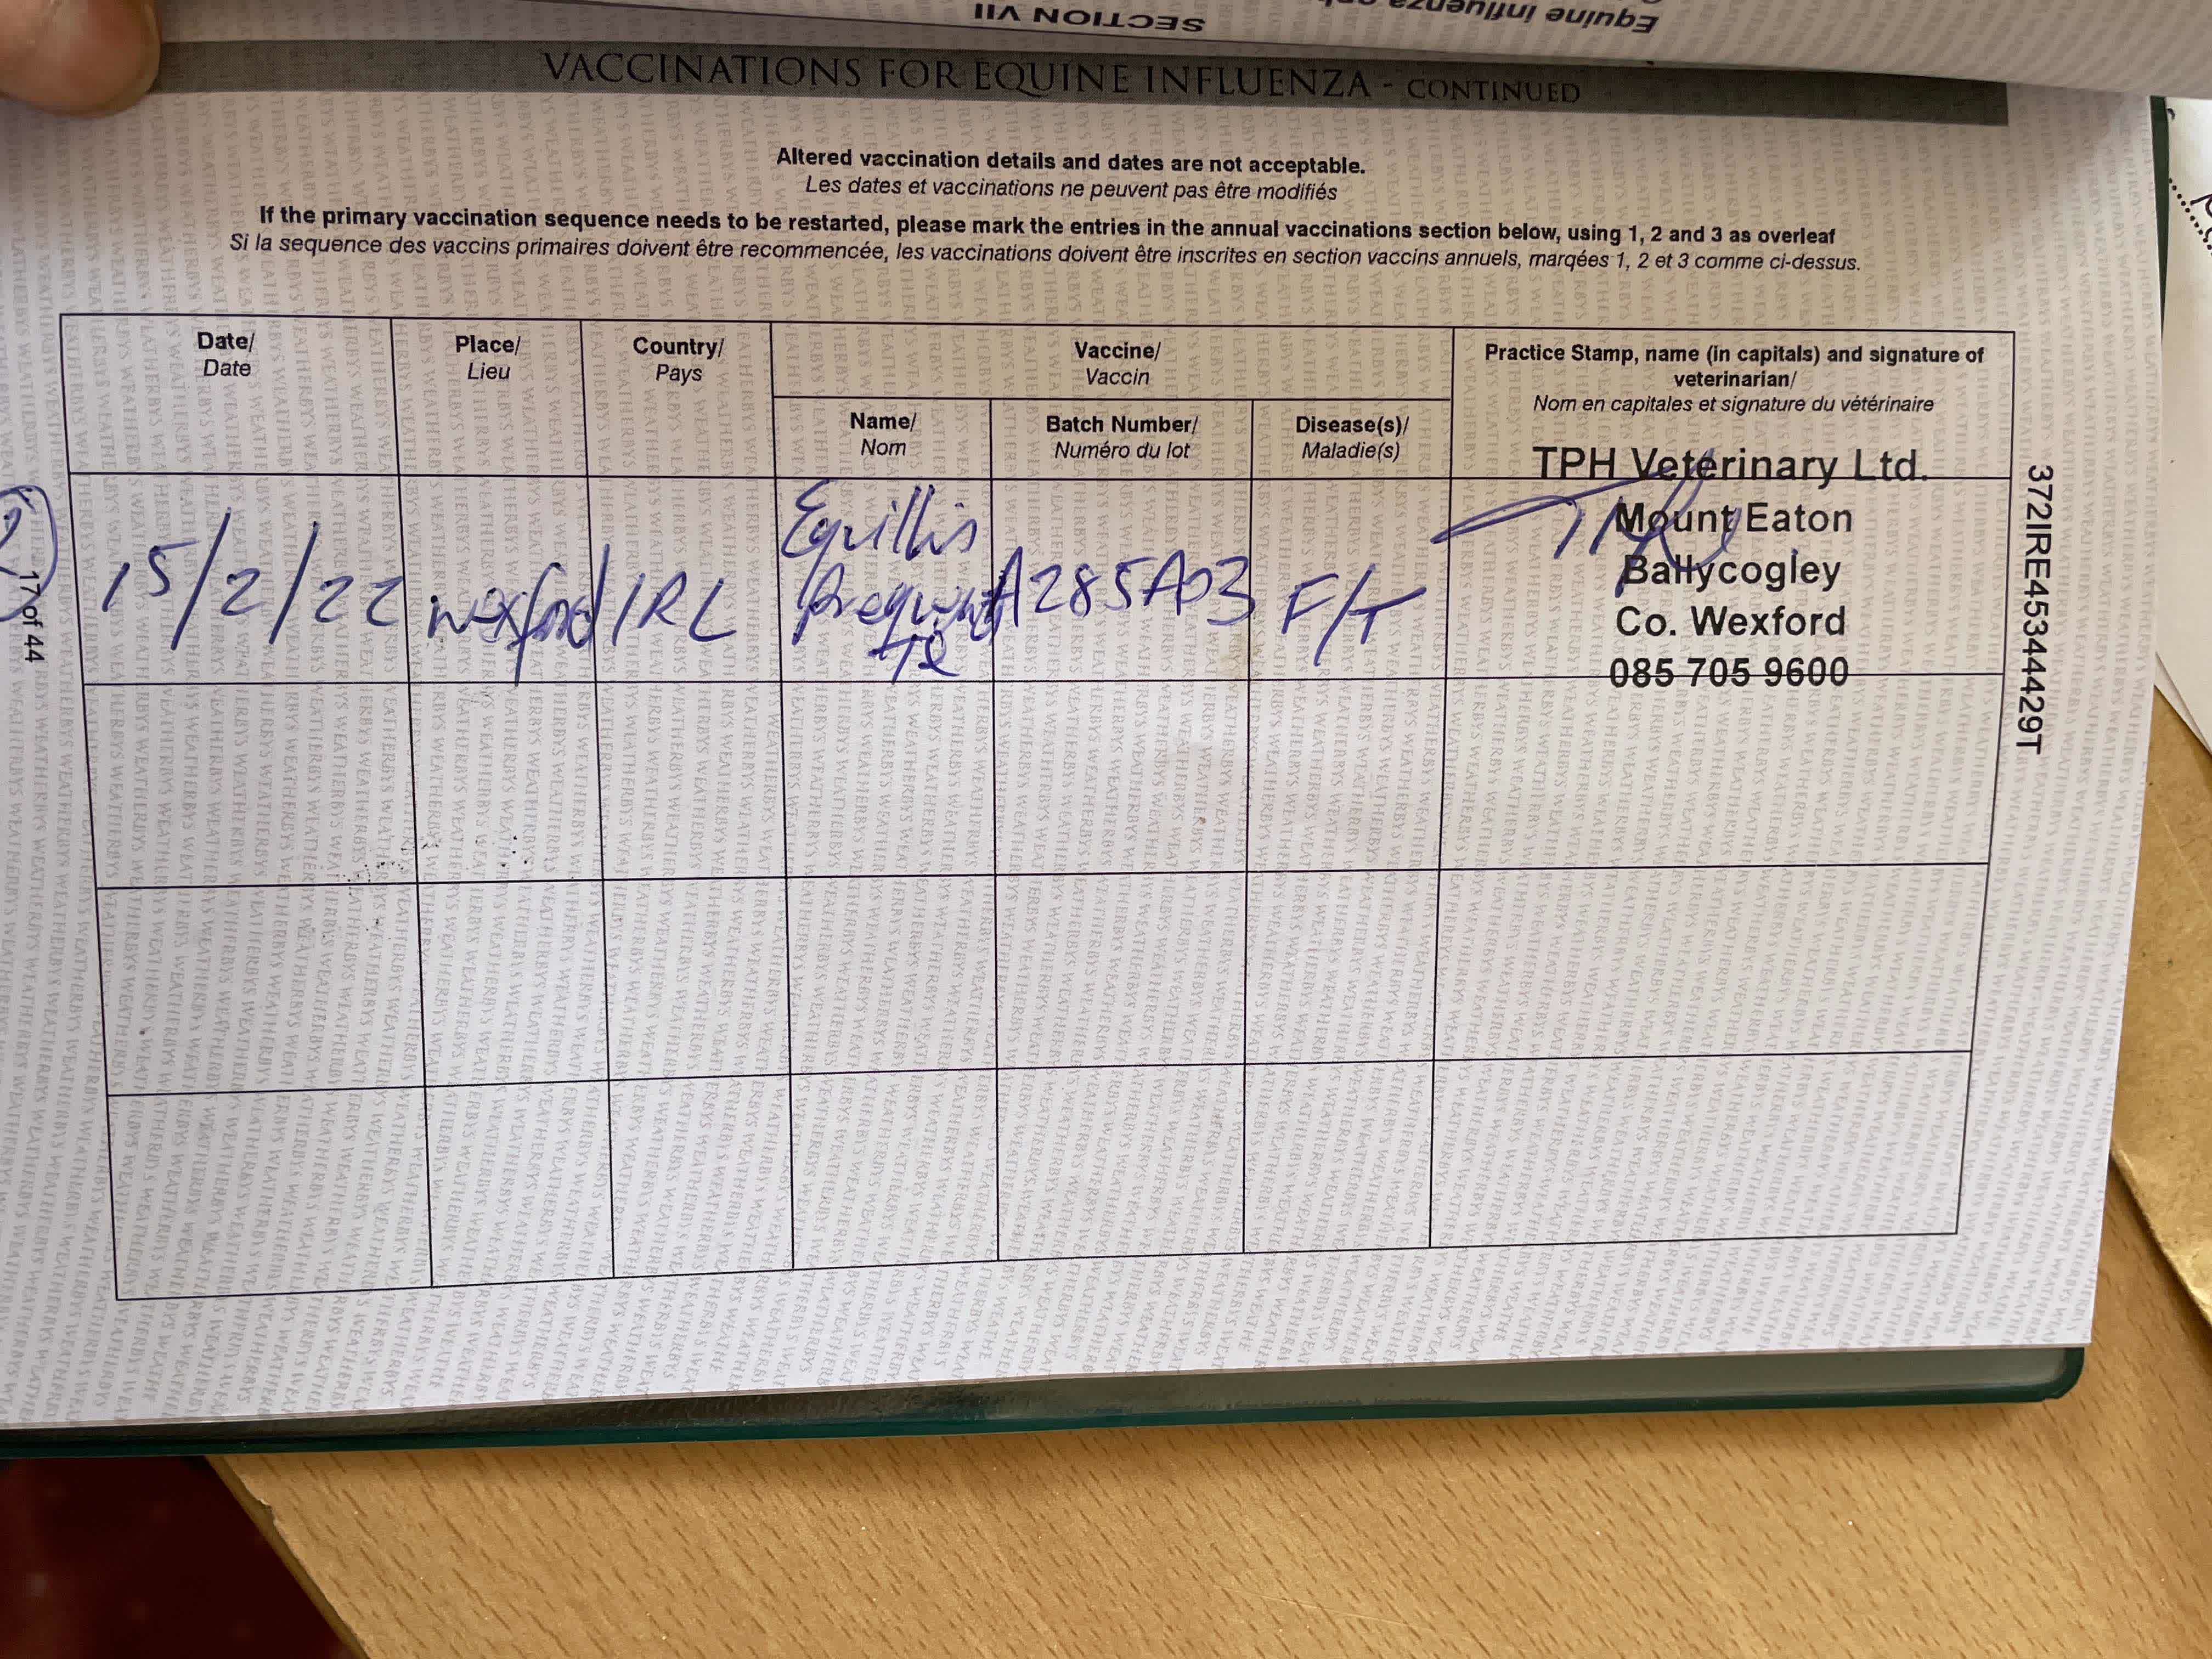 SECTION VII
Equine influenza
VACCINATIONS FOR EQUINE INFLUENZA - CONTINUED
Altered vaccination details and dates are not acceptable.
Les dates et vaccinations ne peuvent pas être modifiés
If the primary vaccination sequence needs to be restarted, please mark the entries in the annual vaccinations section below, using 1, 2 and 3 as overleaf
Si la sequence des vaccins primaires doivent être recommencée, les vaccinations doivent être inscrites en section vaccins annuels, marqées 1, 2 et 3 comme ci-dessus.
Date/
Date
Place/
Lieu
Country/
Pays
Vaccine/
Vaccin
Name/
Nom
Batch Number/
Numéro du lot
Disease(s)/
Maladie(s)
Practice Stamp, name (in capitals) and signature of
veterinarian/
Nom en capitales et signature du vétérinaire
15/2/22
wexford
IRL
Equillis
Prequenza
Te
A285A03
F/T
TPH Veterinary Ltd.
Mount Eaton
Ballycogley
Co. Wexford
085 705 9600
17 of 44
372IRE45344429T